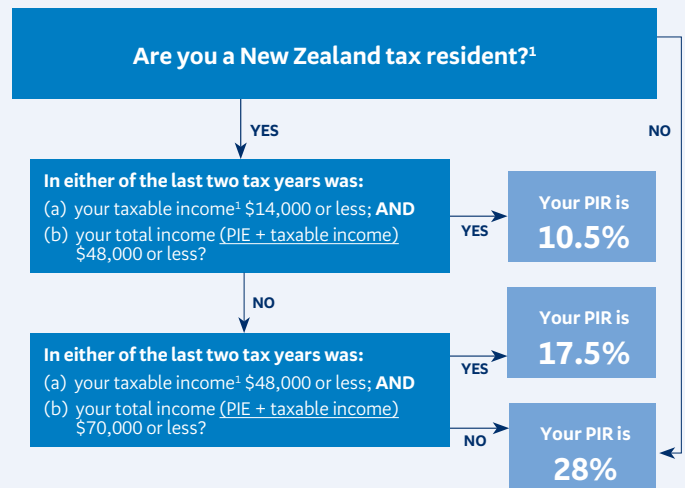 Are you a New Zealand tax resident?¹
YES
NO
In either of the last two tax years was:
(a) your taxable income¹ $14,000 or less; AND
(b) your total income (PIE + taxable income)
$48,000 or less?
YES
Your PIR is
10.5%
NO
In either of the last two tax years was:
(a) your taxable income¹ $48,000 or less; AND
(b) your total income (PIE + taxable income)
$70,000 or less?
YES
Your PIR is
17.5%
NO
Your PIR is
28%